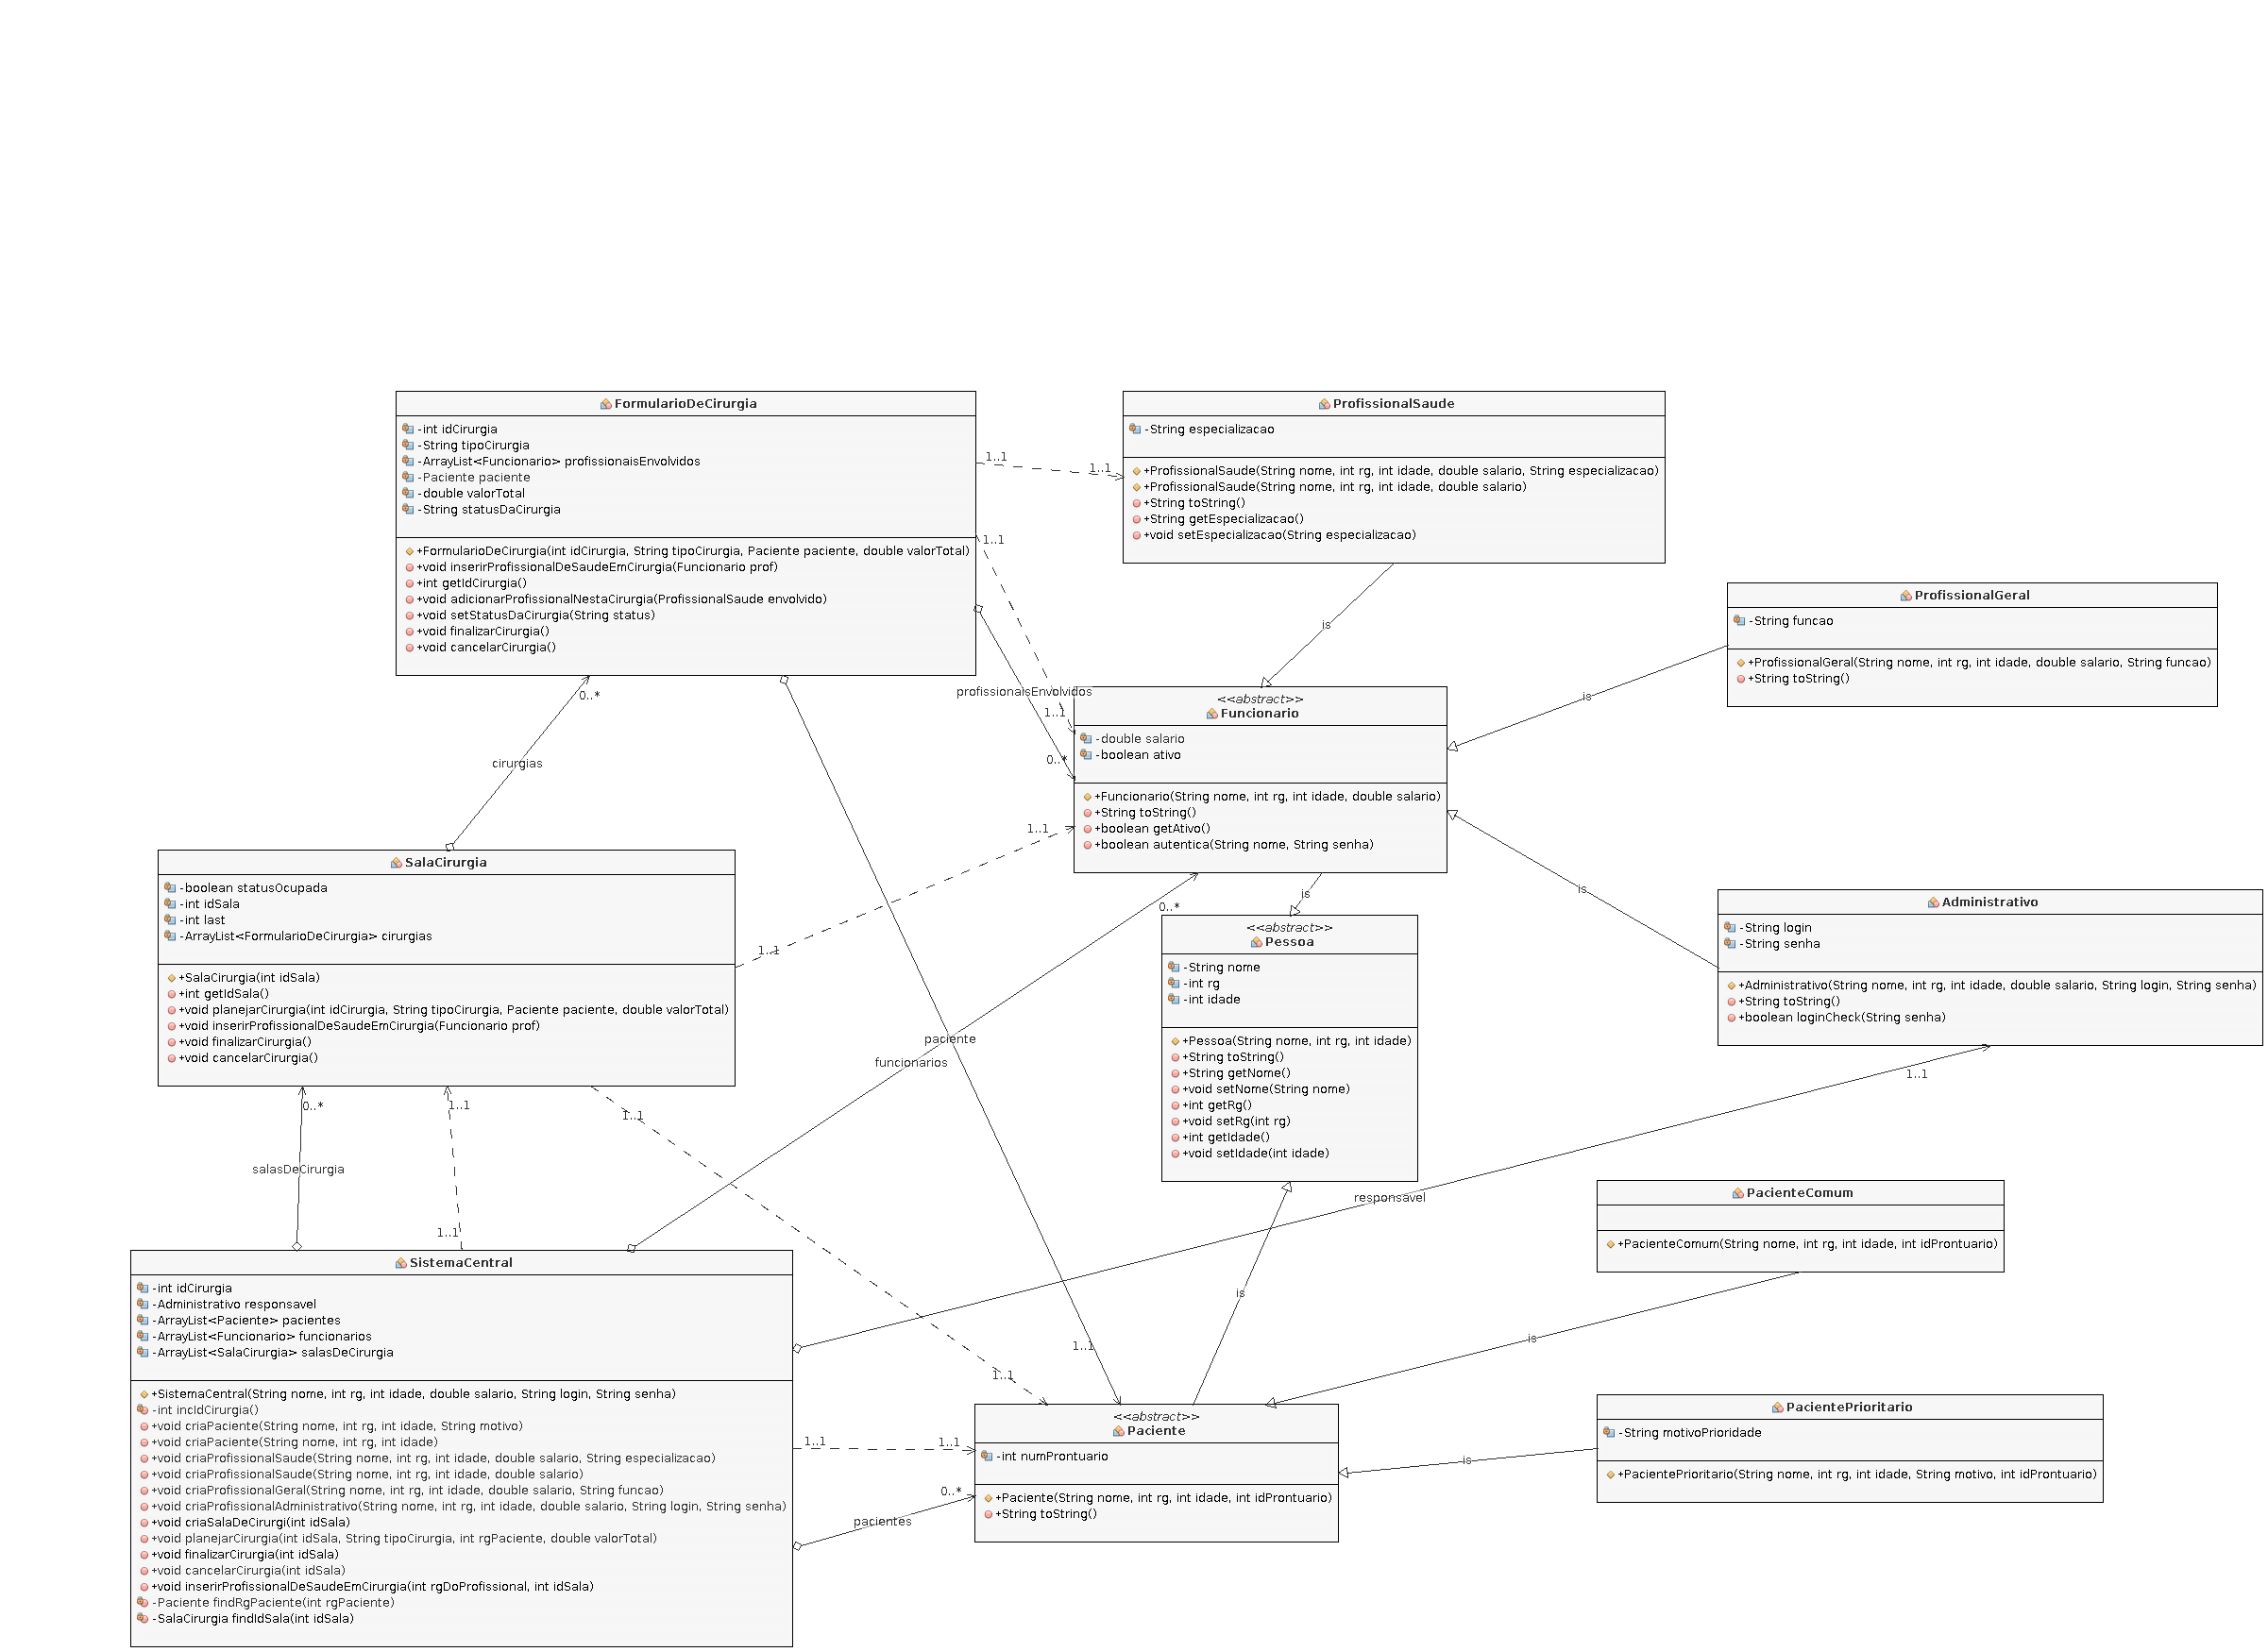 FormularioDeCirurgia
-int idCirurgia
-String tipoCirurgia
-ArrayList<Funcionario> profissionaisEnvolvidos
-Paciente paciente
-double valorTotal
-String statusDaCirurgia
+FormularioDeCirurgia(int idCirurgia, String tipoCirurgia, Paciente paciente, double valorTotal)
+void inserirProfissionalDeSaudeEmCirurgia(Funcionario prof)
+int getIdCirurgia()
+void adicionarProfissionalNestaCirurgia(ProfissionalSaude envolvido)
+void setStatusDaCirurgia(String status)
+void finalizarCirurgia()
+void cancelarCirurgia()
1..1
1..1
1..1
profissionaisEnvolvidos
1..1
0..*
ProfissionalSaude
-String especializacao
+ProfissionalSaude(String nome, int rg, int idade, double salario, String especializacao)
+ProfissionalSaude(String nome, int rg, int idade, double salario)
+String toString()
+String getEspecializacao()
+void setEspecializacao(String especializacao)
is
ProfissionalGeral
-String funcao
+ProfissionalGeral(String nome, int rg, int idade, double salario, String funcao)
+String toString()
is
<<abstract>>
Funcionario
-double salario
-boolean ativo
+Funcionario(String nome, int rg, int idade, double salario)
+String toString()
+boolean getAtivo()
+boolean autentica(String nome, String senha)
0..*
cirurgias
1..1
is
is
0..*
SalaCirurgia
-boolean statusOcupada
-int idSala
-int last
-ArrayList<FormularioDeCirurgia> cirurgias
+SalaCirurgia(int idSala)
+int getIdSala()
+void planejarCirurgia(int idCirurgia, String tipoCirurgia, Paciente paciente, double valorTotal)
+void inserirProfissionalDeSaudeEmCirurgia(Funcionario prof)
+void finalizarCirurgia()
+void cancelarCirurgia()
1..1
<<abstract>>
Pessoa
-String nome
-int rg
-int idade
+Pessoa(String nome, int rg, int idade)
+String toString()
+String getNome()
+void setNome(String nome)
+int getRg()
+void setRg(int rg)
+int getIdade()
+void setIdade(int idade)
Administrativo
-String login
-String senha
+Administrativo(String nome, int rg, int idade, double salario, String login, String senha)
+String toString()
+boolean loginCheck(String senha)
paciente
funcionarios
1..1
0..*
1..1
1..1
salasDeCirurgia
responsavel
1..1
PacienteComum
+PacienteComum(String nome, int rg, int idade, int idProntuario)
is
is
1..1
1..1
SistemaCentral
-int idCirurgia
-Administrativo responsavel
-ArrayList<Paciente> pacientes
-ArrayList<Funcionario> funcionarios
-ArrayList<SalaCirurgia> salasDeCirurgia
+SistemaCentral(String nome, int rg, int idade, double salario, String login, String senha)
-int incIdCirurgia()
+void criaPaciente(String nome, int rg, int idade, String motivo)
+void criaPaciente(String nome, int rg, int idade)
+void criaProfissionalSaude(String nome, int rg, int idade, double salario, String especializacao)
+void criaProfissionalSaude(String nome, int rg, int idade, double salario)
+void criaProfissionalGeral(String nome, int rg, int idade, double salario, String funcao)
+void criaProfissionalAdministrativo(String nome, int rg, int idade, double salario, String login, String senha)
+void criaSalaDeCirurgi(int idSala)
+void planejarCirurgia(int idSala, String tipoCirurgia, int rgPaciente, double valorTotal)
+void finalizarCirurgia(int idSala)
+void cancelarCirurgia(int idSala)
+void inserirProfissionalDeSaudeEmCirurgia(int rgDoProfissional, int idSala)
-Paciente findRgPaciente(int rgPaciente)
-SalaCirurgia findIdSala(int idSala)
1..1
1..1
0..*
pacientes
<<abstract>>
Paciente
-int numProntuario
+Paciente(String nome, int rg, int idade, int idProntuario)
+String toString()
is
PacientePrioritario
-String motivoPrioridade
+PacientePrioritario(String nome, int rg, int idade, String motivo, int idProntuario)